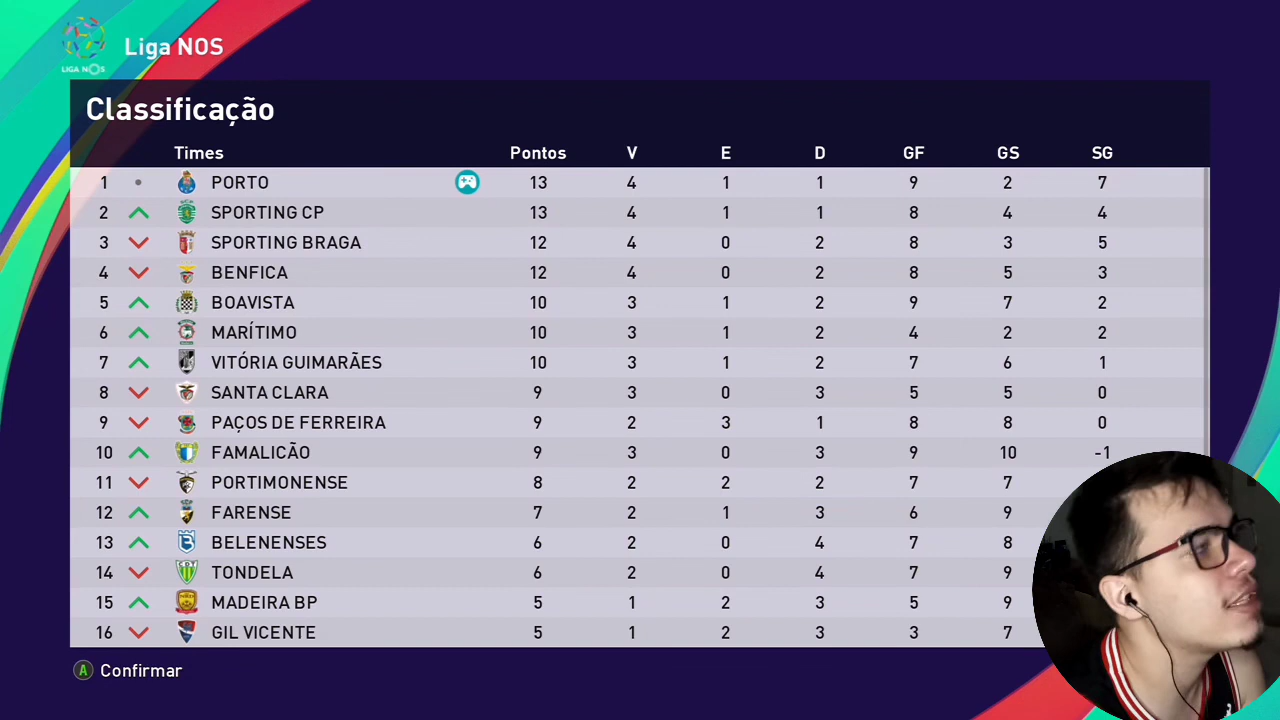 Liga NOS
LIGA NOS
Classificação
Times Pontos V E D GF GS SG
1 PORTO 13 4 1 1 9 2 7
2 SPORTING CP 13 4 1 1 8 4 4
3 SPORTING BRAGA 12 4 0 2 8 3 5
4 BENFICA 12 4 0 2 8 5 3
5 BOAVISTA 10 3 1 2 9 7 2
6 MARÍTIMO 10 3 1 2 4 2 2
7 VITÓRIA GUIMARÃES 10 3 1 2 7 6 1
8 SANTA CLARA 9 3 0 3 5 5 0
9 PAÇOS DE FERREIRA 9 2 3 1 8 8 0
10 FAMALICÃO 9 3 0 3 9 10 -1
11 PORTIMONENSE 8 2 2 2 7 7
12 FARENSE 7 2 1 3 6 9
13 BELENENSES 6 2 0 4 7 8
14 TONDELA 6 2 0 4 7 9
15 MADEIRA BP 5 1 2 3 5 9
16 GIL VICENTE 5 1 2 3 3 7
A Confirmar